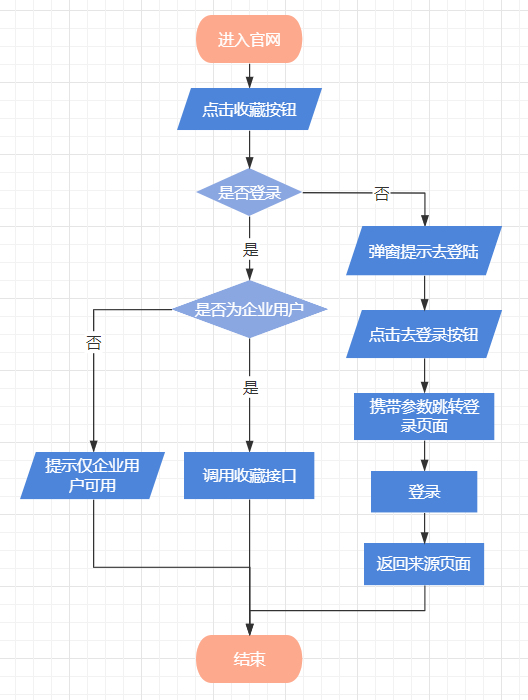 进入官网
点击收藏按钮
是否登录
否
是
弹窗提示去登陆
是否为企业用户
点击去登录按钮
否
是
携带参数跳转登
录页面
提示仅企业用
户可用
调用收藏接口
登录
返回来源页面
结束